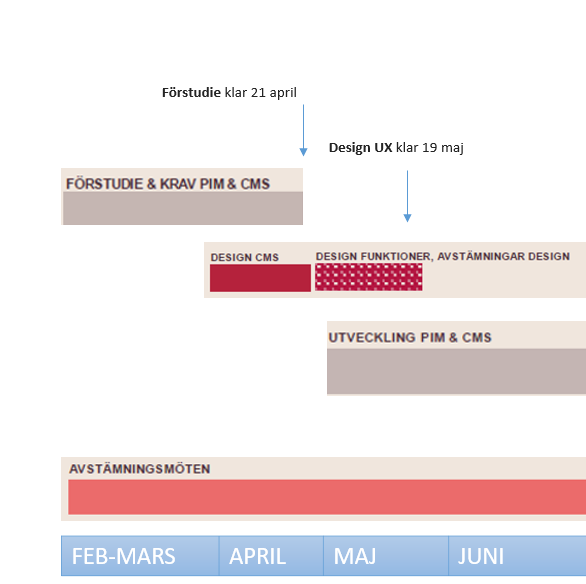 Förstudie klar 21 april
Design UX klar 19 maj
FÖRSTUDIE & KRAV PIM & CMS
DESIGN CMS
DESIGN FUNKTIONER, AVSTÄMNINGAR DESIGN
UTVECKLING PIM & CMS
AVSTÄMNINGSMÖTEN
FEB-MARS APRIL MAJ JUNI